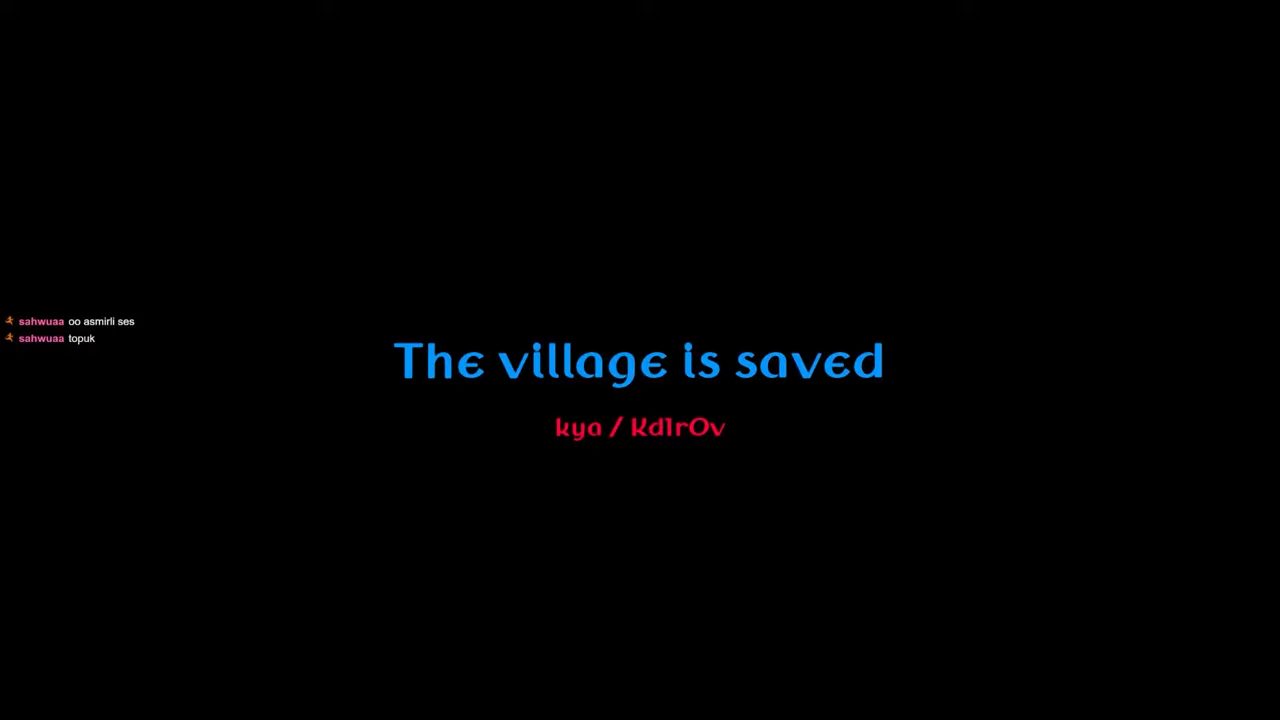 sahwuaa oo asmirli ses
sahwuaa topuk
The village is saved
kya / Kd1rOv